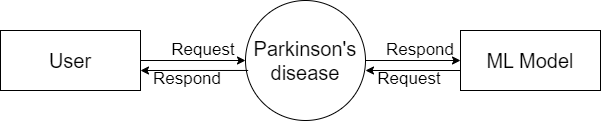 User
Request
Respond
Parkinson's
disease
Respond
Request
ML Model